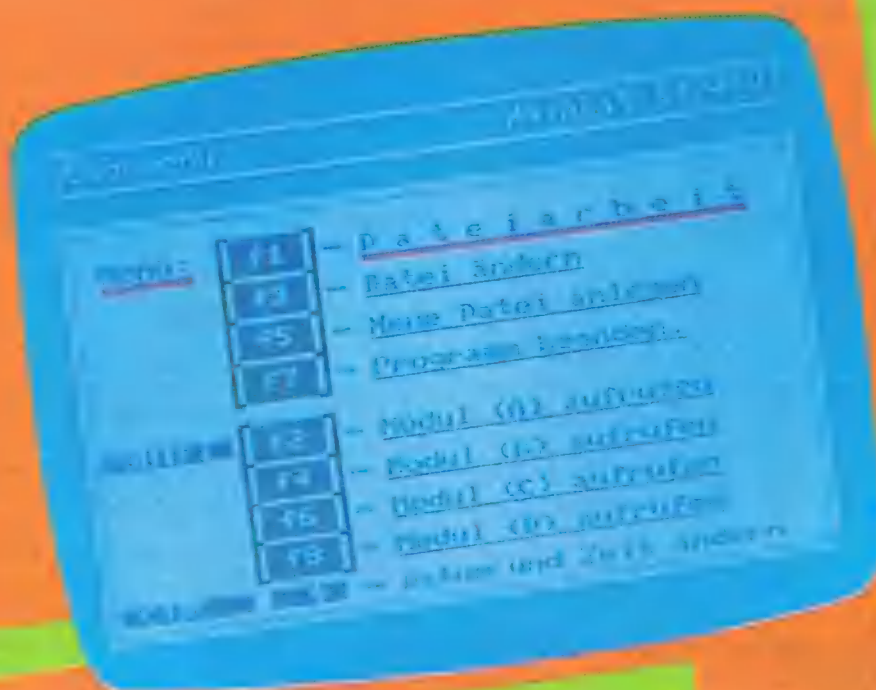 Menü:
F1 - D a t e i a r b e i t
F3 - Datei ändern
F5 - Neue Datei anlegen
F7 - Programm beenden.
F2 - Modul (A) aufrufen
F4 - Modul (B) aufrufen
F6 - Modul (C) aufrufen
F8 - Modul (D) aufrufen
- Datum und Zeit ändern